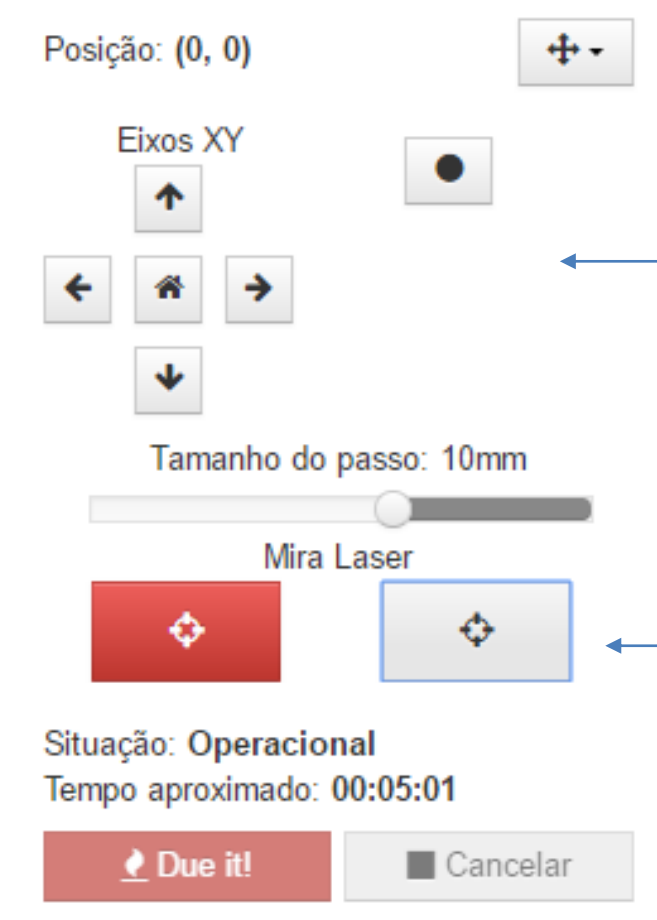 Posição: (0, 0)
Eixos XY
Tamanho do passo: 10mm
Mira Laser
Situação: Operacional
Tempo aproximado: 00:05:01
Due it!
Cancelar